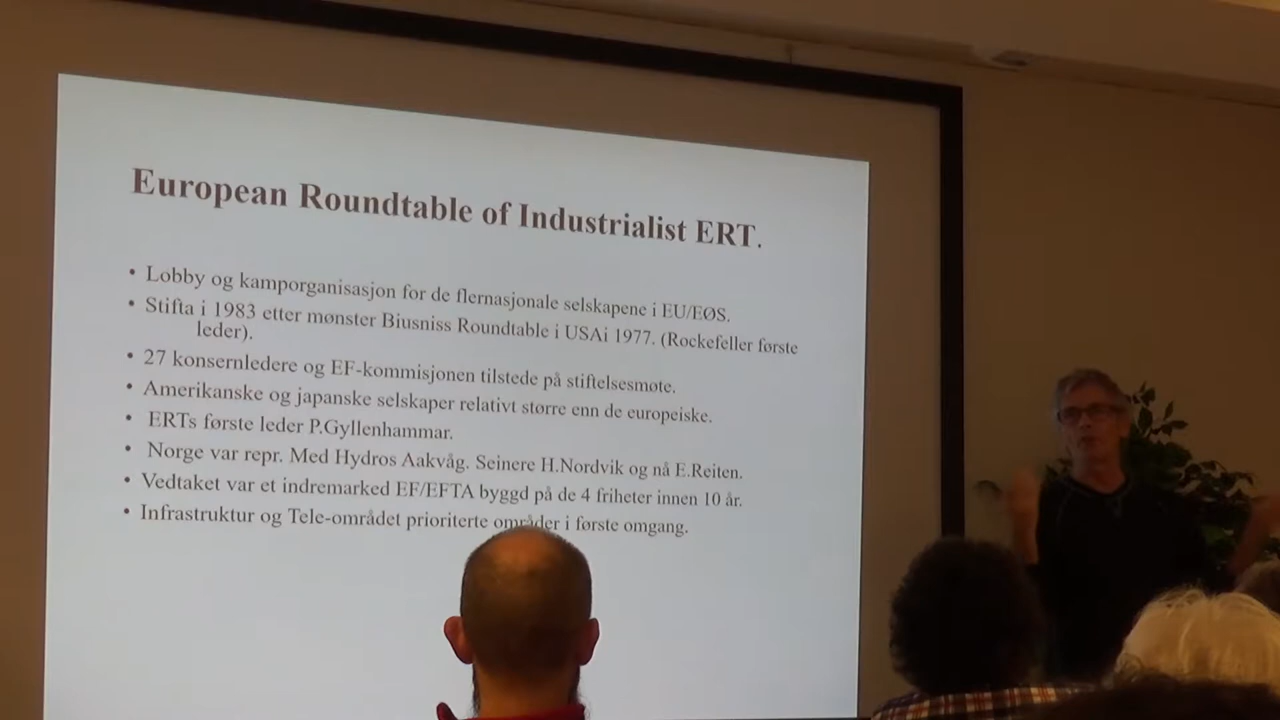 European Roundtable of Industrialist ERT.
• Lobby og kamporganisasjon for de flernasjonale selskapene i EU/EØS.
• Stifta i 1983 etter mønster Biusniss Roundtable i USAi 1977. (Rockefeller første
leder).
• 27 konsernledere og EF-kommisjonen tilstede på stiftelsesmøte.
• Amerikanske og japanske selskaper relativt større enn de europeiske.
• ERTs første leder P.Gyllenhammar.
• Norge var repr. Med Hydros Aakvåg. Seinere H.Nordvik og nå E.Reiten.
• Vedtaket var et indremarked EF/EFTA byggd på de 4 friheter innen 10 år.
• Infrastruktur og Tele-området prioriterte områder i første omgang.